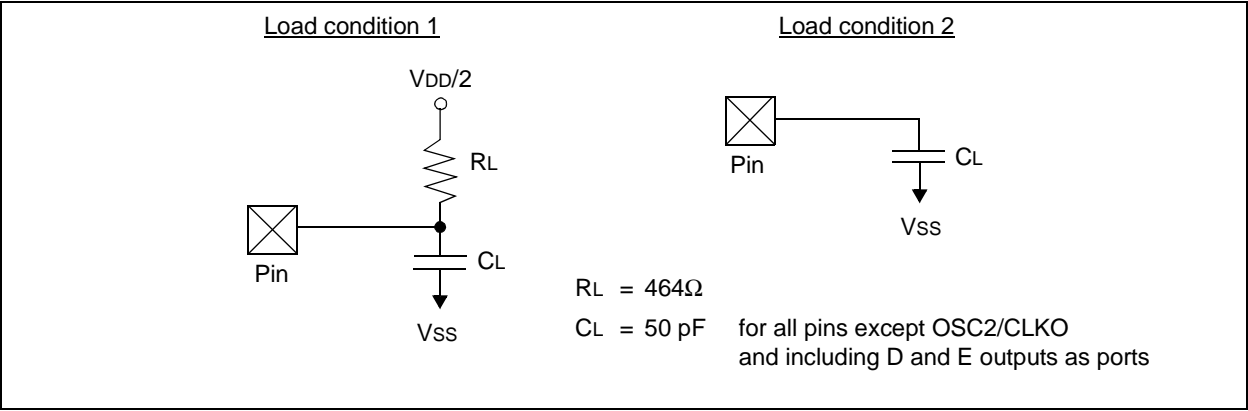 Load condition 1
VDD/2
RL
Pin
CL
VSS
Load condition 2
Pin
CL
VSS
RL = 464Ω
CL = 50 pF for all pins except OSC2/CLKO
and including D and E outputs as ports